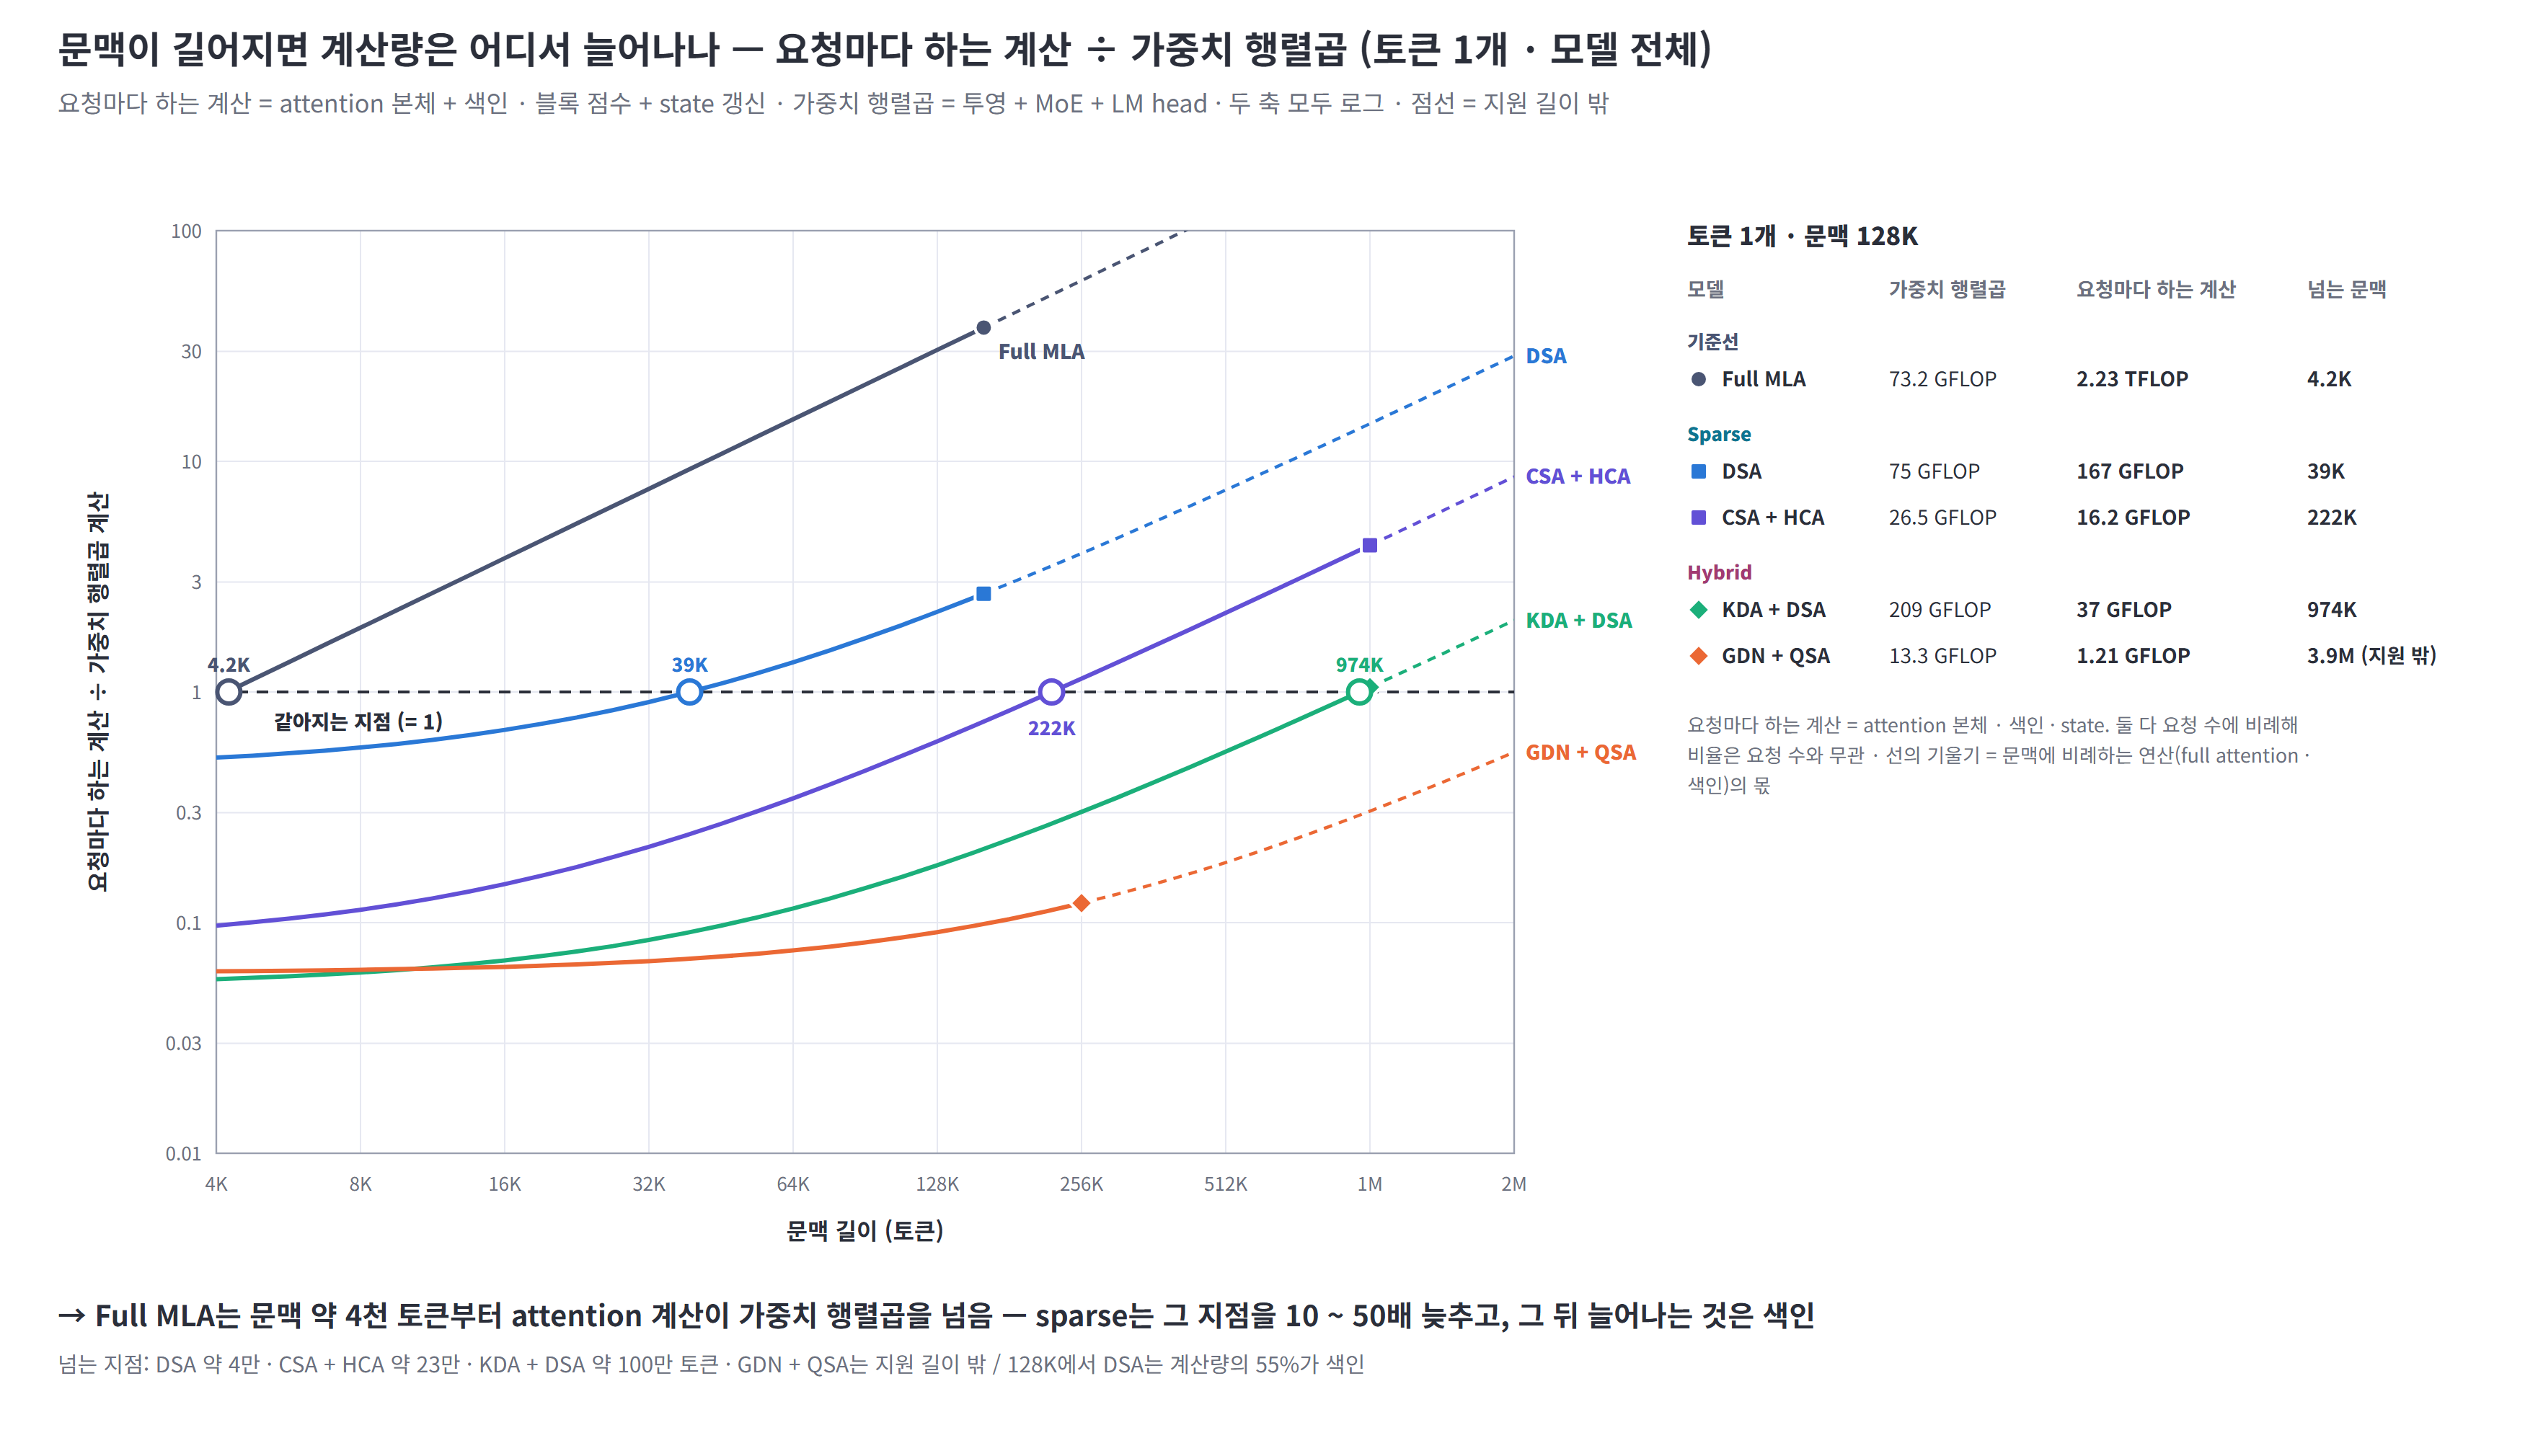 문맥이 길어지면 계산량은 어디서 늘어나나 — 요청마다 하는 계산 ÷ 가중치 행렬곱 (토큰 1개 · 모델 전체)
요청마다 하는 계산 = attention 본체 + 색인 · 블록 점수 + state 갱신 · 가중치 행렬곱 = 투영 + MoE + LM head · 두 축 모두 로그 · 점선 = 지원 길이 밖
요청마다 하는 계산 ÷ 가중치 행렬곱 계산
100
30
10
3
1
0.3
0.1
0.03
0.01
4K
8K
16K
32K
64K
128K
256K
512K
1M
2M
문맥 길이 (토큰)
Full MLA
DSA
CSA + HCA
KDA + DSA
GDN + QSA
4.2K
39K
222K
974K
같아지는 지점 (= 1)
토큰 1개 · 문맥 128K
모델 가중치 행렬곱 요청마다 하는 계산 넘는 문맥
기준선
Full MLA 73.2 GFLOP 2.23 TFLOP 4.2K
Sparse
DSA 75 GFLOP 167 GFLOP 39K
CSA + HCA 26.5 GFLOP 16.2 GFLOP 222K
Hybrid
KDA + DSA 209 GFLOP 37 GFLOP 974K
GDN + QSA 13.3 GFLOP 1.21 GFLOP 3.9M (지원 밖)
요청마다 하는 계산 = attention 본체 · 색인 · state. 둘 다 요청 수에 비례해
비율은 요청 수와 무관 · 선의 기울기 = 문맥에 비례하는 연산(full attention ·
색인)의 몫
→ Full MLA는 문맥 약 4천 토큰부터 attention 계산이 가중치 행렬곱을 넘음 — sparse는 그 지점을 10 ~ 50배 늦추고, 그 뒤 늘어나는 것은 색인
넘는 지점: DSA 약 4만 · CSA + HCA 약 23만 · KDA + DSA 약 100만 토큰 · GDN + QSA는 지원 길이 밖 / 128K에서 DSA는 계산량의 55%가 색인